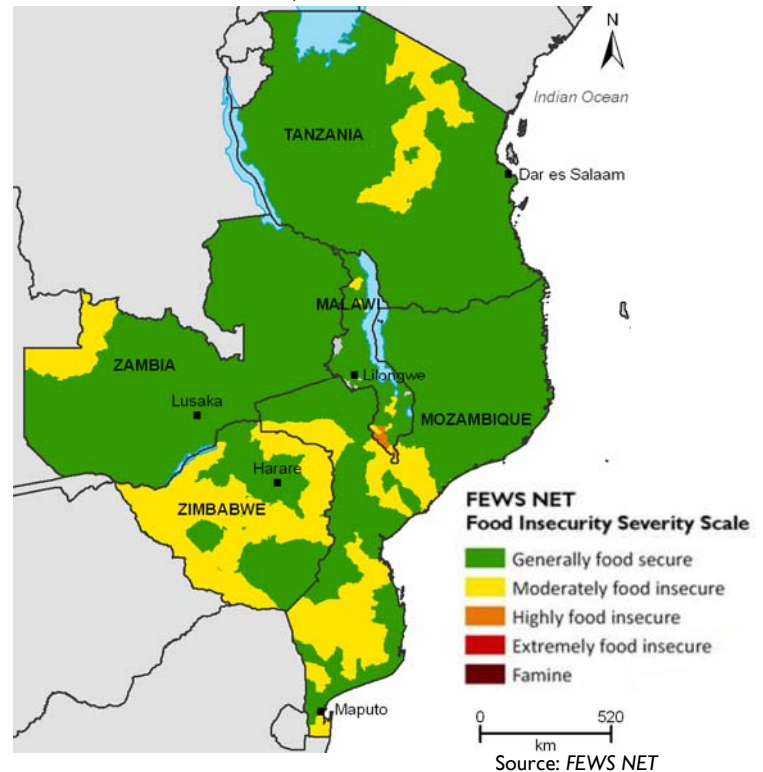 N
Indian Ocean
TANZANIA
Dar es Salaam
MALAWI
ZAMBIA
Lilongwe
Lusaka
MOZAMBIQUE
Harare
ZIMBABWE
FEWS NET
Food Insecurity Severity Scale
Generally food secure
Moderately food insecure
Highly food insecure
Extremely food insecure
Famine
Maputo
0 520
km
Source: FEWS NET